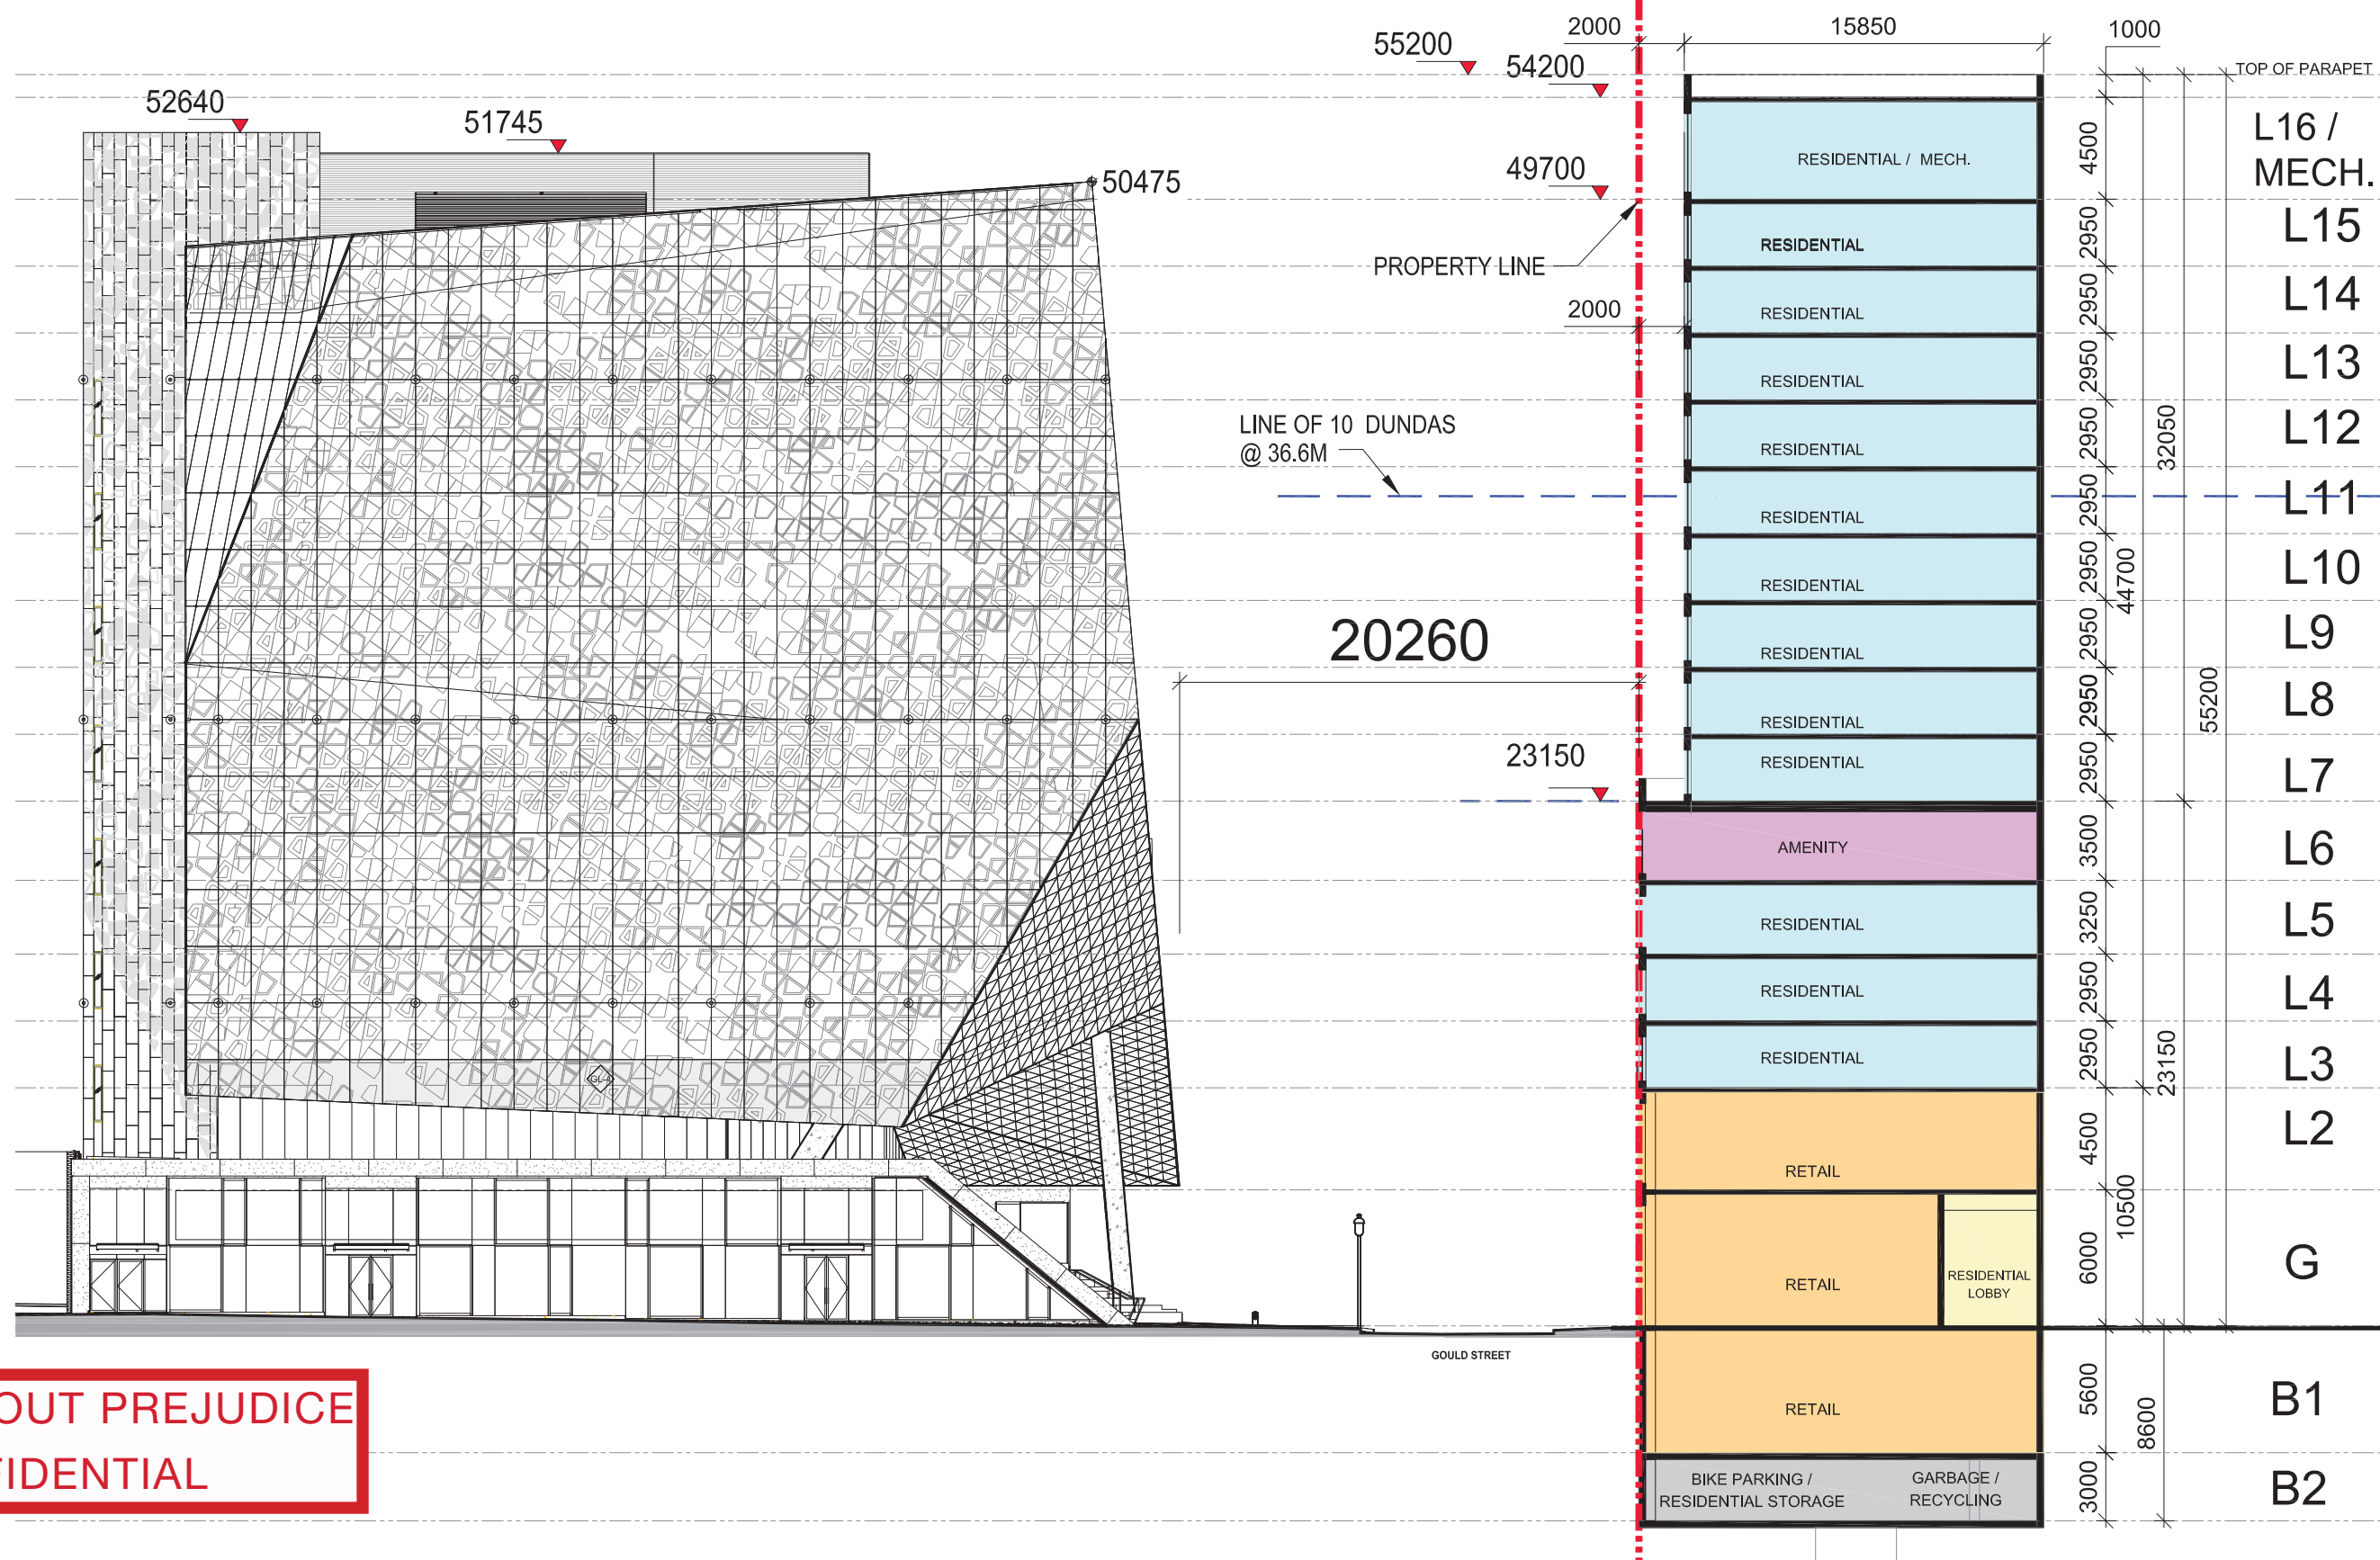 2000
15850
1000
55200
54200
TOP OF PARAPET
52640
51745
50475
49700
PROPERTY LINE
2000
LINE OF 10 DUNDAS
@ 36.6M
20260
23150
RESIDENTIAL / MECH.
RESIDENTIAL
RESIDENTIAL
RESIDENTIAL
RESIDENTIAL
RESIDENTIAL
RESIDENTIAL
RESIDENTIAL
RESIDENTIAL
RESIDENTIAL
AMENITY
RESIDENTIAL
RESIDENTIAL
RESIDENTIAL
RETAIL
RETAIL
RESIDENTIAL
LOBBY
RETAIL
BIKE PARKING /
RESIDENTIAL STORAGE
GARBAGE /
RECYCLING
4500
2950
2950
2950
2950
2950
2950
2950
2950
2950
3500
3250
2950
2950
4500
6000
5600
3000
44700
10500
32050
23150
55200
8600
L16 /
MECH.
L15
L14
L13
L12
L11
L10
L9
L8
L7
L6
L5
L4
L3
L2
G
B1
B2
GL-4
GOULD STREET
OUT PREJUDICE
FIDENTIAL